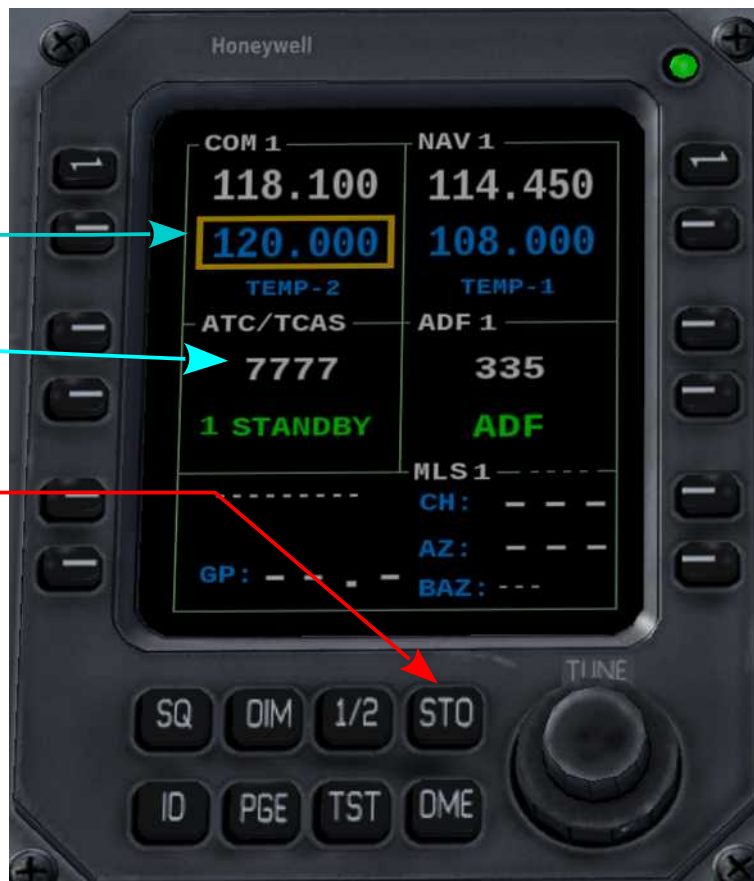 Honeywell
COM 1 NAV 1
118.100 114.450
120.000 108.000
TEMP-2 TEMP-1
ATC/TCAS ADF 1
7777 335
1 STANDBY ADF
MLS 1 -----
--------- CH: - - -
AZ: - - -
GP: - - . - BAZ: ---
TUNE
SQ DIM 1/2 STO
ID PGE TST DME